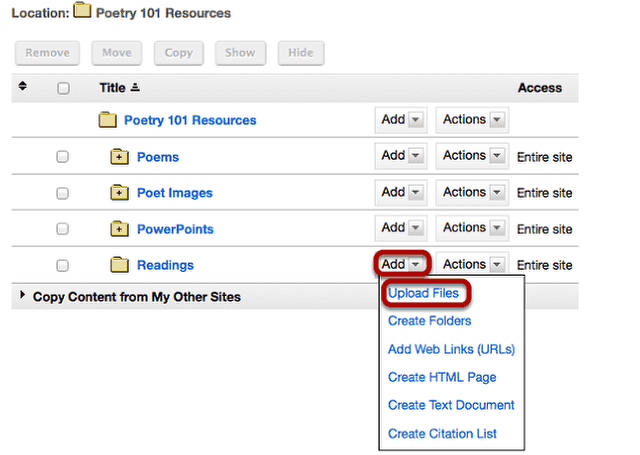 Location: Poetry 101 Resources
Remove Move Copy Show Hide
Title Access
Poetry 101 Resources Add Actions
Poems Add Actions Entire site
Poet Images Add Actions Entire site
PowerPoints Add Actions Entire site
Readings Add Actions Entire site
Copy Content from My Other Sites
Upload Files
Create Folders
Add Web Links (URLs)
Create HTML Page
Create Text Document
Create Citation List